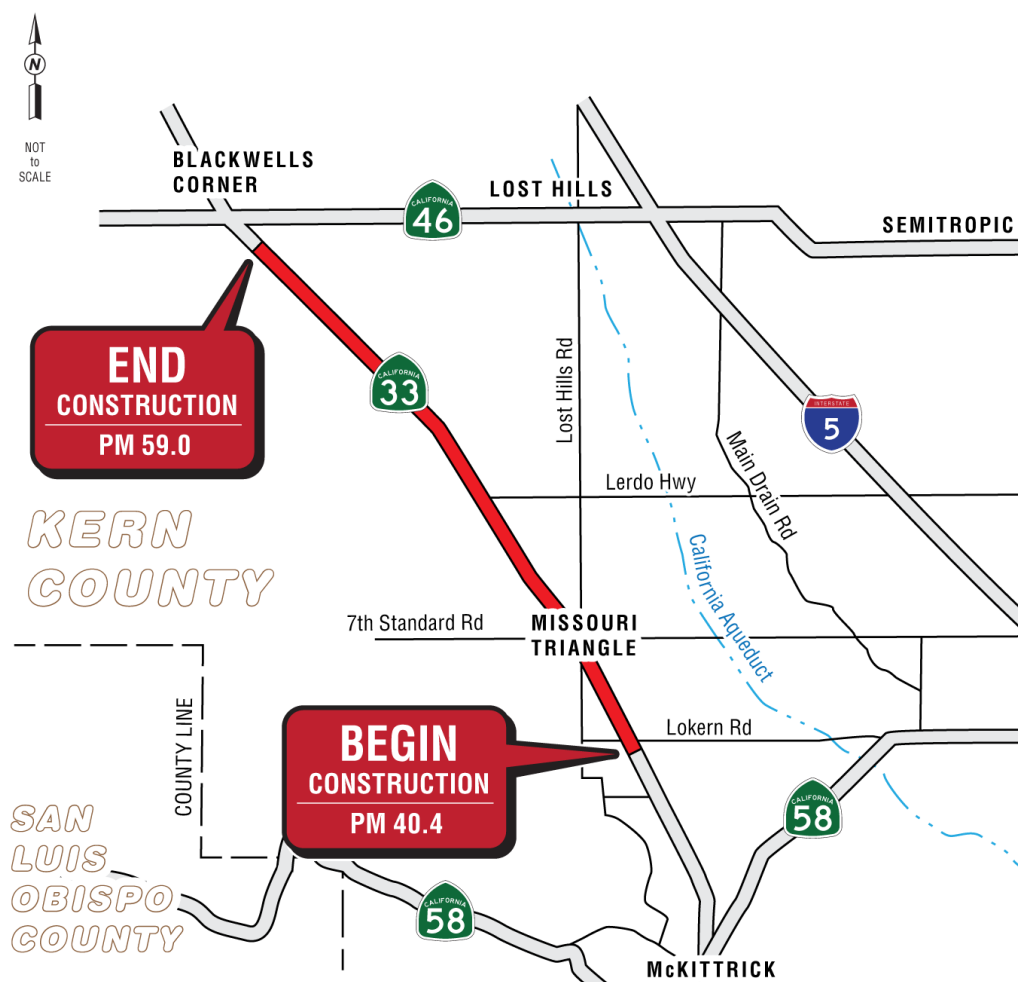 N
NOT
to
SCALE
BLACKWELLS
CORNER
CALIFORNIA
46
LOST HILLS
SEMITROPIC
END
CONSTRUCTION
PM 59.0
CALIFORNIA
33
Lost Hills Rd
INTERSTATE
5
Main Drain Rd
Lerdo Hwy
KERN
COUNTY
California Aqueduct
7th Standard Rd
MISSOURI
TRIANGLE
COUNTY LINE
BEGIN
CONSTRUCTION
PM 40.4
Lokern Rd
CALIFORNIA
58
SAN
LUIS
OBISPO
COUNTY
CALIFORNIA
58
McKITTRICK